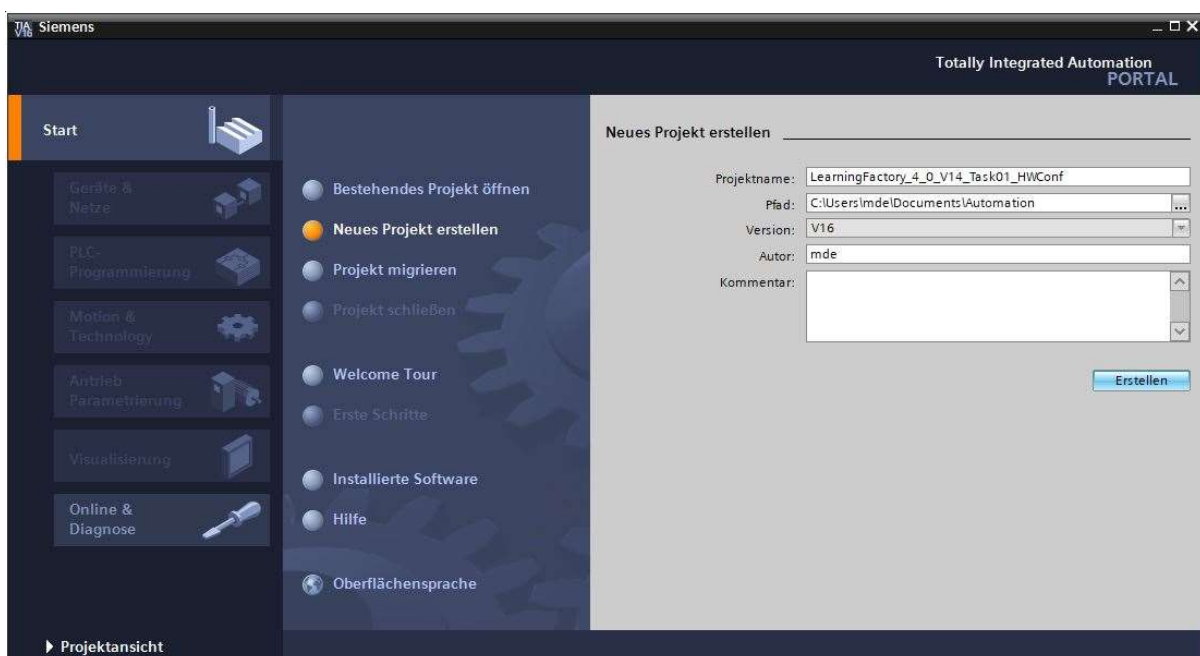 TIA
V16
Siemens
Totally Integrated Automation
PORTAL
Start
Geräte &
Netze
PLC-
Programmierung
Motion &
Technology
Antrieb
Parametrierung
Visualisierung
Online &
Diagnose
Projektansicht
Bestehendes Projekt öffnen
Neues Projekt erstellen
Projekt migrieren
Projekt schließen
Welcome Tour
Erste Schritte
Installierte Software
Hilfe
Oberflächensprache
Neues Projekt erstellen
Projektname: LearningFactory_4_0_V14_Task01_HWConf
Pfad: C:\Users\mde\Documents\Automation
...
Version: V16
Autor: mde
Kommentar:
Erstellen